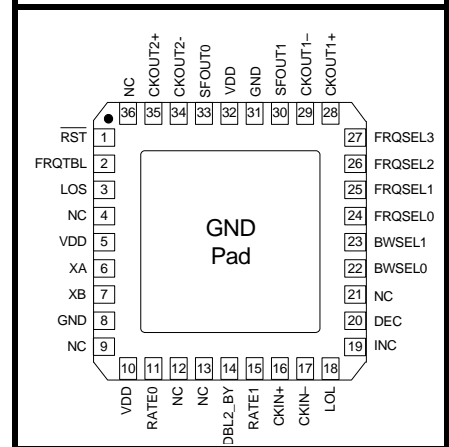 NC
CKOUT2+
CKOUT2-
SFOUT0
VDD
GND
SFOUT1
CKOUT1–
CKOUT1+
36 35 34 33 32 31 30 29 28
RST 1
FRQTBL 2
LOS 3
NC 4
VDD 5
XA 6
XB 7
GND 8
NC 9
GND
Pad
27 FRQSEL3
26 FRQSEL2
25 FRQSEL1
24 FRQSEL0
23 BWSEL1
22 BWSEL0
21 NC
20 DEC
19 INC
10 11 12 13 14 15 16 17 18
VDD
RATE0
NC
NC
DBL2_BY
RATE1
CKIN+
CKIN–
LOL